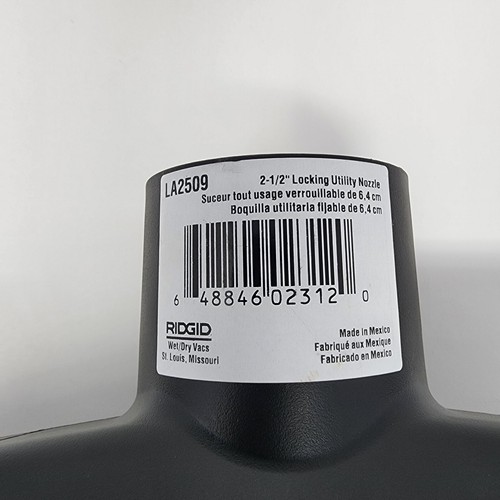 LA2509
2-1/2" Locking Utility Nozzle
Suceur tout usage verrouillable de 6,4 cm
Boquilla utilitaria fijable de 6,4 cm
6 48846 02312 0
RIDGID
Wet/Dry Vacs
St. Louis, Missouri
Made in Mexico
Fabriqué aux Mexique
Fabricado en Mexico